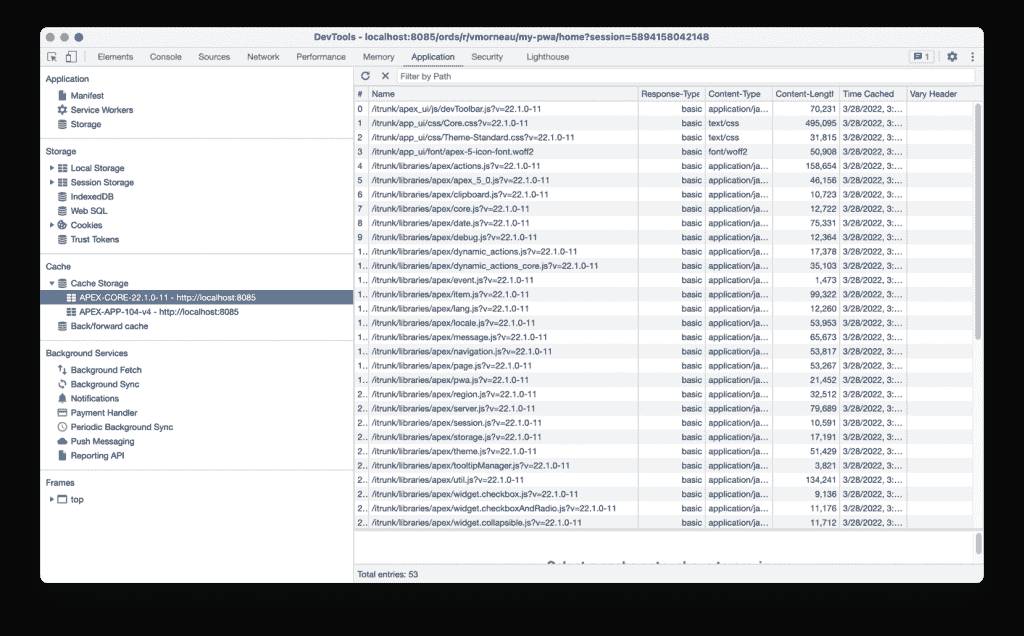 DevTools - localhost:8085/ords/r/vmorneau/my-pwa/home?session=5894158042148
Elements Console Sources Network Performance Memory Application Security Lighthouse 1
Application
Manifest
Service Workers
Storage
Storage
Local Storage
Session Storage
IndexedDB
Web SQL
Cookies
Trust Tokens
Cache
Cache Storage
APEX-CORE-22.1.0-11 - http://localhost:8085
APEX-APP-104-v4 - http://localhost:8085
Back/forward cache
Background Services
Background Fetch
Background Sync
Notifications
Payment Handler
Periodic Background Sync
Push Messaging
Reporting API
Frames
top
Filter by Path
# Name Response-Type Content-Type Content-Length Time Cached Vary Header
0 /itrunk/apex_ui/js/devToolbar.js?v=22.1.0-11 basic application/ja... 70,231 3/28/2022, 3:...
1 /itrunk/app_ui/css/Core.css?v=22.1.0-11 basic text/css 495,095 3/28/2022, 3:...
2 /itrunk/app_ui/css/Theme-Standard.css?v=22.1.0-11 basic text/css 31,815 3/28/2022, 3:...
3 /itrunk/app_ui/font/apex-5-icon-font.woff2 basic font/woff2 50,908 3/28/2022, 3:...
4 /itrunk/libraries/apex/actions.js?v=22.1.0-11 basic application/ja... 158,654 3/28/2022, 3:...
5 /itrunk/libraries/apex/apex_5_0.js?v=22.1.0-11 basic application/ja... 46,156 3/28/2022, 3:...
6 /itrunk/libraries/apex/clipboard.js?v=22.1.0-11 basic application/ja... 10,723 3/28/2022, 3:...
7 /itrunk/libraries/apex/core.js?v=22.1.0-11 basic application/ja... 12,722 3/28/2022, 3:...
8 /itrunk/libraries/apex/date.js?v=22.1.0-11 basic application/ja... 75,331 3/28/2022, 3:...
9 /itrunk/libraries/apex/debug.js?v=22.1.0-11 basic application/ja... 12,364 3/28/2022, 3:...
1.. /itrunk/libraries/apex/dynamic_actions.js?v=22.1.0-11 basic application/ja... 17,378 3/28/2022, 3:...
1.. /itrunk/libraries/apex/dynamic_actions_core.js?v=22.1.0-11 basic application/ja... 35,103 3/28/2022, 3:...
1.. /itrunk/libraries/apex/event.js?v=22.1.0-11 basic application/ja... 1,473 3/28/2022, 3:...
1.. /itrunk/libraries/apex/item.js?v=22.1.0-11 basic application/ja... 99,322 3/28/2022, 3:...
1.. /itrunk/libraries/apex/lang.js?v=22.1.0-11 basic application/ja... 12,260 3/28/2022, 3:...
1.. /itrunk/libraries/apex/locale.js?v=22.1.0-11 basic application/ja... 53,953 3/28/2022, 3:...
1.. /itrunk/libraries/apex/message.js?v=22.1.0-11 basic application/ja... 65,673 3/28/2022, 3:...
1.. /itrunk/libraries/apex/navigation.js?v=22.1.0-11 basic application/ja... 53,817 3/28/2022, 3:...
1.. /itrunk/libraries/apex/page.js?v=22.1.0-11 basic application/ja... 53,267 3/28/2022, 3:...
1.. /itrunk/libraries/apex/pwa.js?v=22.1.0-11 basic application/ja... 21,452 3/28/2022, 3:...
2.. /itrunk/libraries/apex/region.js?v=22.1.0-11 basic application/ja... 32,512 3/28/2022, 3:...
2.. /itrunk/libraries/apex/server.js?v=22.1.0-11 basic application/ja... 79,689 3/28/2022, 3:...
2.. /itrunk/libraries/apex/session.js?v=22.1.0-11 basic application/ja... 10,591 3/28/2022, 3:...
2.. /itrunk/libraries/apex/storage.js?v=22.1.0-11 basic application/ja... 17,191 3/28/2022, 3:...
2.. /itrunk/libraries/apex/theme.js?v=22.1.0-11 basic application/ja... 51,429 3/28/2022, 3:...
2.. /itrunk/libraries/apex/tooltipManager.js?v=22.1.0-11 basic application/ja... 3,821 3/28/2022, 3:...
2.. /itrunk/libraries/apex/util.js?v=22.1.0-11 basic application/ja... 134,241 3/28/2022, 3:...
2.. /itrunk/libraries/apex/widget.checkbox.js?v=22.1.0-11 basic application/ja... 9,136 3/28/2022, 3:...
2.. /itrunk/libraries/apex/widget.checkboxAndRadio.js?v=22.1.0-11 basic application/ja... 11,176 3/28/2022, 3:...
2.. /itrunk/libraries/apex/widget.collapsible.js?v=22.1.0-11 basic application/ja... 11,712 3/28/2022, 3:...
Total entries: 53